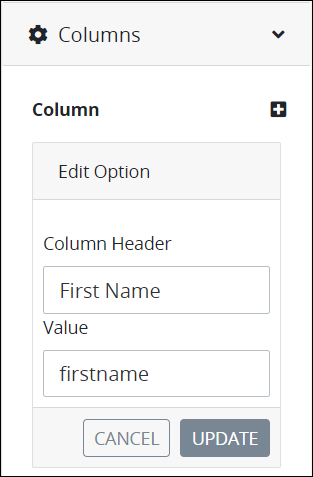 Columns
Column
Edit Option
Column Header
First Name
Value
firstname
CANCEL UPDATE